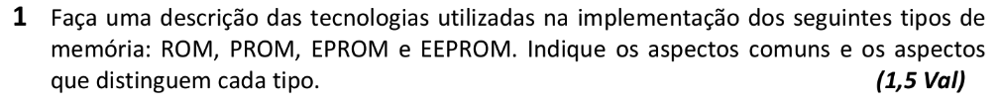 1 Faça uma descrição das tecnologias utilizadas na implementação dos seguintes tipos de
memória: ROM, PROM, EPROM e EEPROM. Indique os aspectos comuns e os aspectos
que distinguem cada tipo. (1,5 Val)